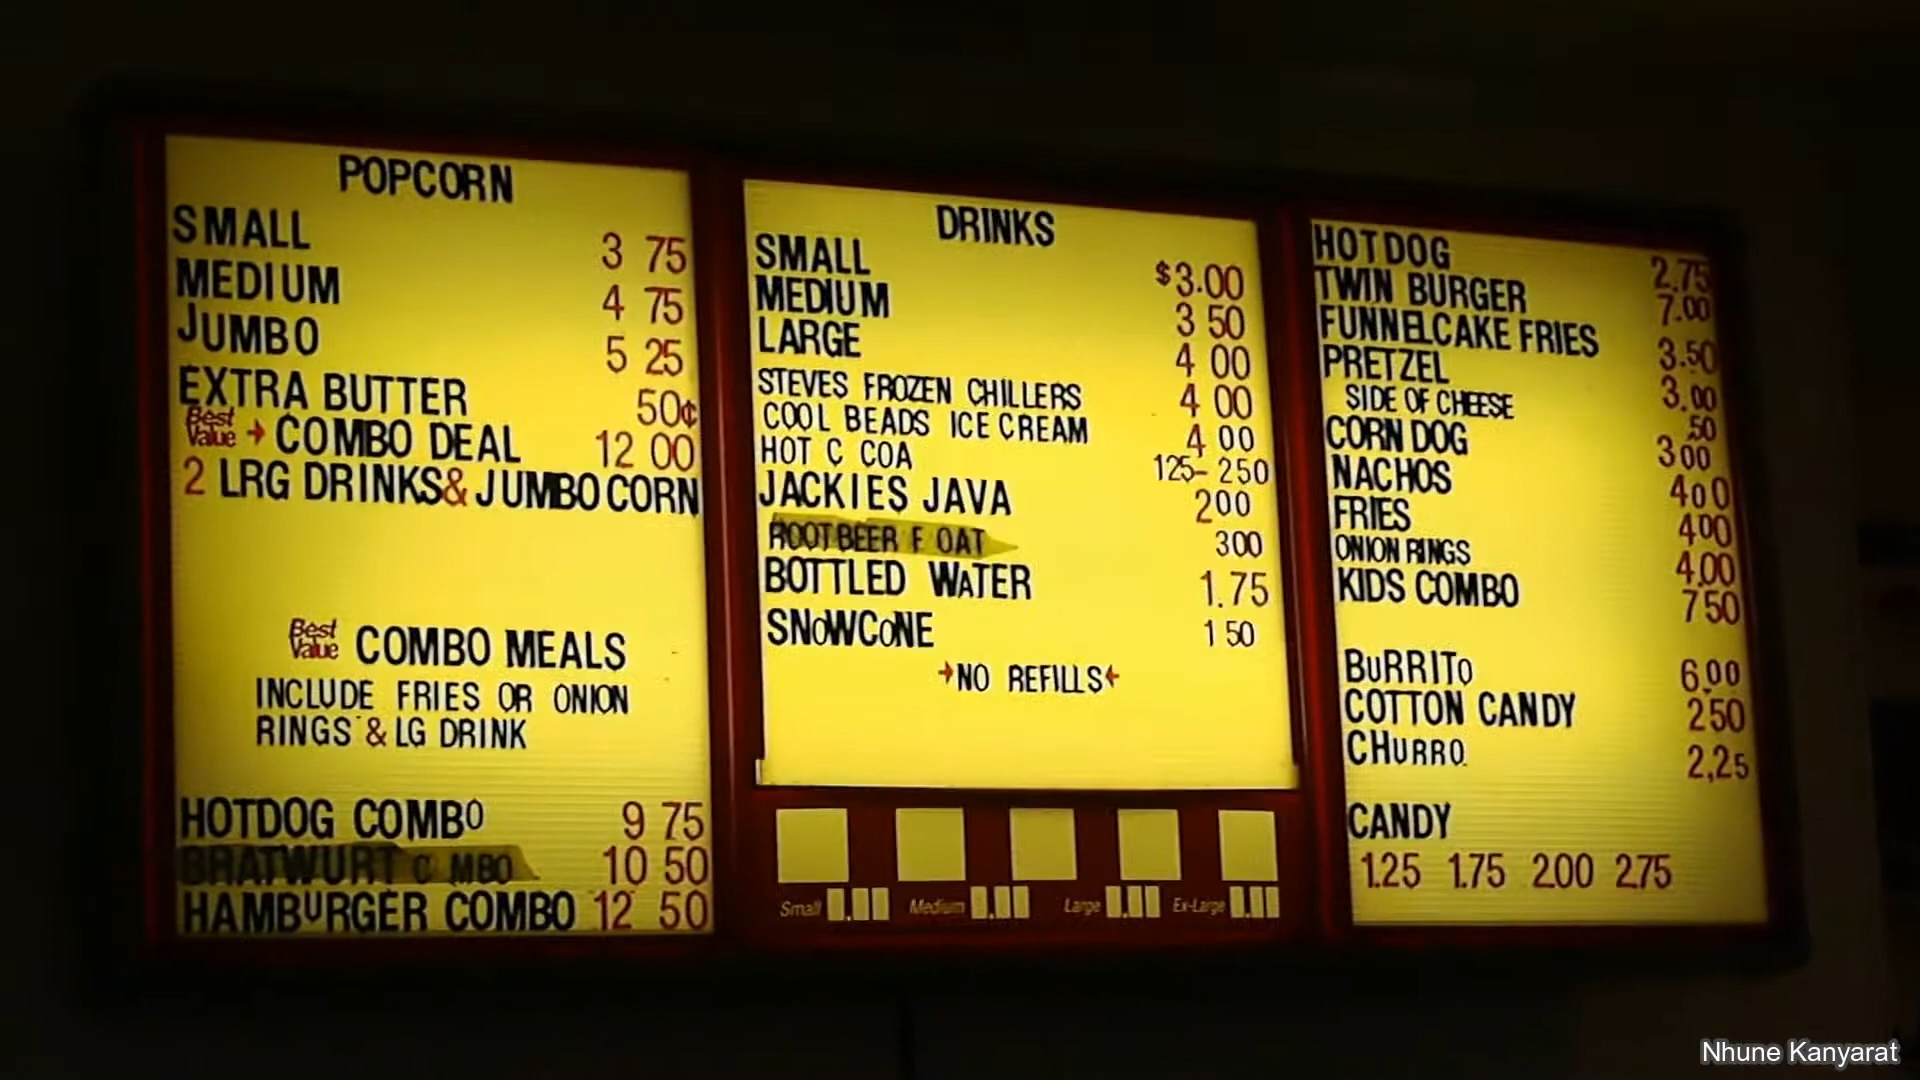 POPCORN
SMALL 3 75
MEDIUM 4 75
JUMBO 5 25
EXTRA BUTTER 50¢
Best Value → COMBO DEAL 12 00
2 LRG DRINKS & JUMBO CORN
Best Value COMBO MEALS
INCLUDE FRIES OR ONION
RINGS & LG DRINK
HOTDOG COMBO 9 75
BRATWURT C MBO 10 50
HAMBURGER COMBO 12 50
DRINKS
SMALL $3.00
MEDIUM 3 50
LARGE 4 00
STEVES FROZEN CHILLERS 4 00
COOL BEADS ICE CREAM 4 00
HOT C COA 125-250
JACKIES JAVA 200
ROOTBEER F OAT 300
BOTTLED WATER 1.75
SNOWCONE 1 50
→NO REFILLS←
Small Medium Large Ex-Large
HOTDOG 2.75
TWIN BURGER 7.00
FUNNELCAKE FRIES 3.50
PRETZEL 3.00
SIDE OF CHEESE .50
CORN DOG 300
NACHOS 400
FRIES 400
ONION RINGS 4.00
KIDS COMBO 750
BURRITO 6.00
COTTON CANDY 250
CHURRO 2,25
CANDY
1.25 1.75 2.00 2.75
Nhune Kanyarat